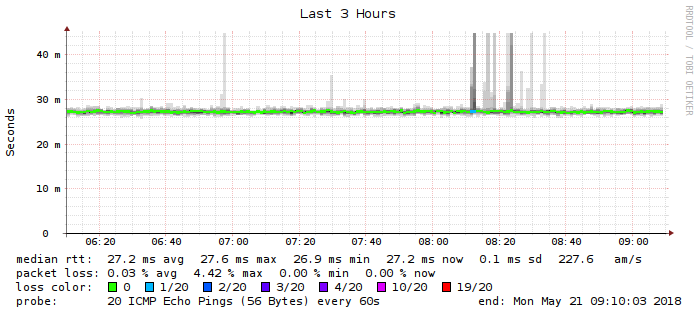 Last 3 Hours
RRDTOOL / TOBI OETIKER
Seconds
40 m
30 m
20 m
10 m
0
06:20 06:40 07:00 07:20 07:40 08:00 08:20 08:40 09:00
median rtt: 27.2 ms avg 27.6 ms max 26.9 ms min 27.2 ms now 0.1 ms sd 227.6 am/s
packet loss: 0.03 % avg 4.42 % max 0.00 % min 0.00 % now
loss color: 0 1/20 2/20 3/20 4/20 10/20 19/20
probe: 20 ICMP Echo Pings (56 Bytes) every 60s end: Mon May 21 09:10:03 2018